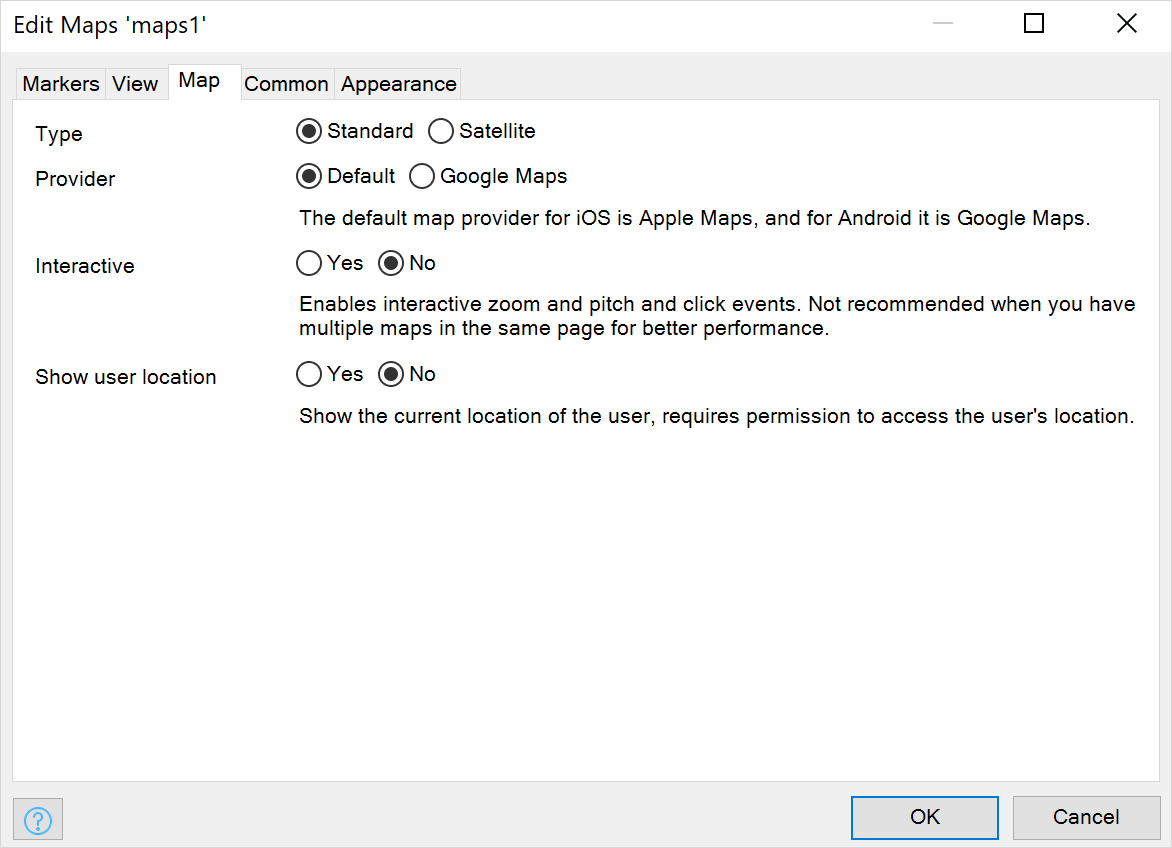 Edit Maps 'maps1'
Markers View Map Common Appearance
Type Standard Satellite
Provider Default Google Maps
The default map provider for iOS is Apple Maps, and for Android it is Google Maps.
Interactive Yes No
Enables interactive zoom and pitch and click events. Not recommended when you have
multiple maps in the same page for better performance.
Show user location Yes No
Show the current location of the user, requires permission to access the user's location.
? OK Cancel